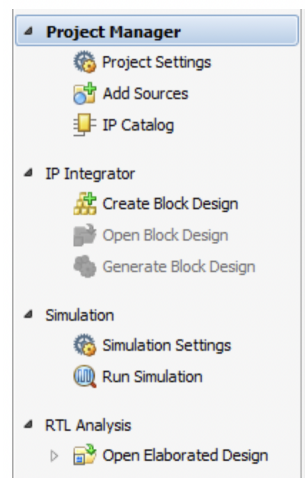 Project Manager
Project Settings
Add Sources
IP Catalog
IP Integrator
Create Block Design
Open Block Design
Generate Block Design
Simulation
Simulation Settings
Run Simulation
RTL Analysis
Open Elaborated Design